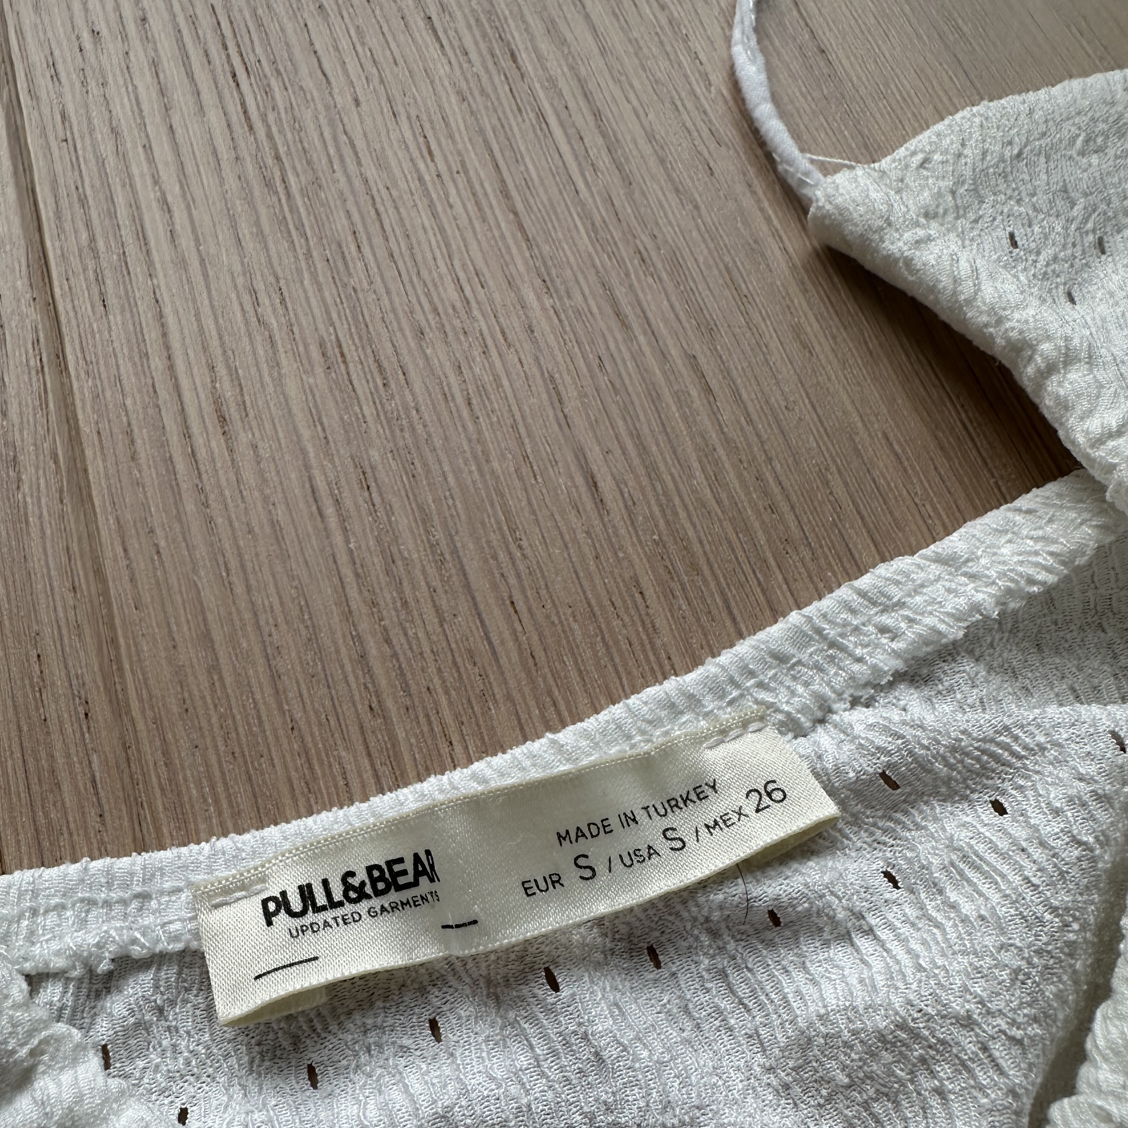 PULL&BEAR
UPDATED GARMENTS
MADE IN TURKEY
EUR S / USA S / MEX 26